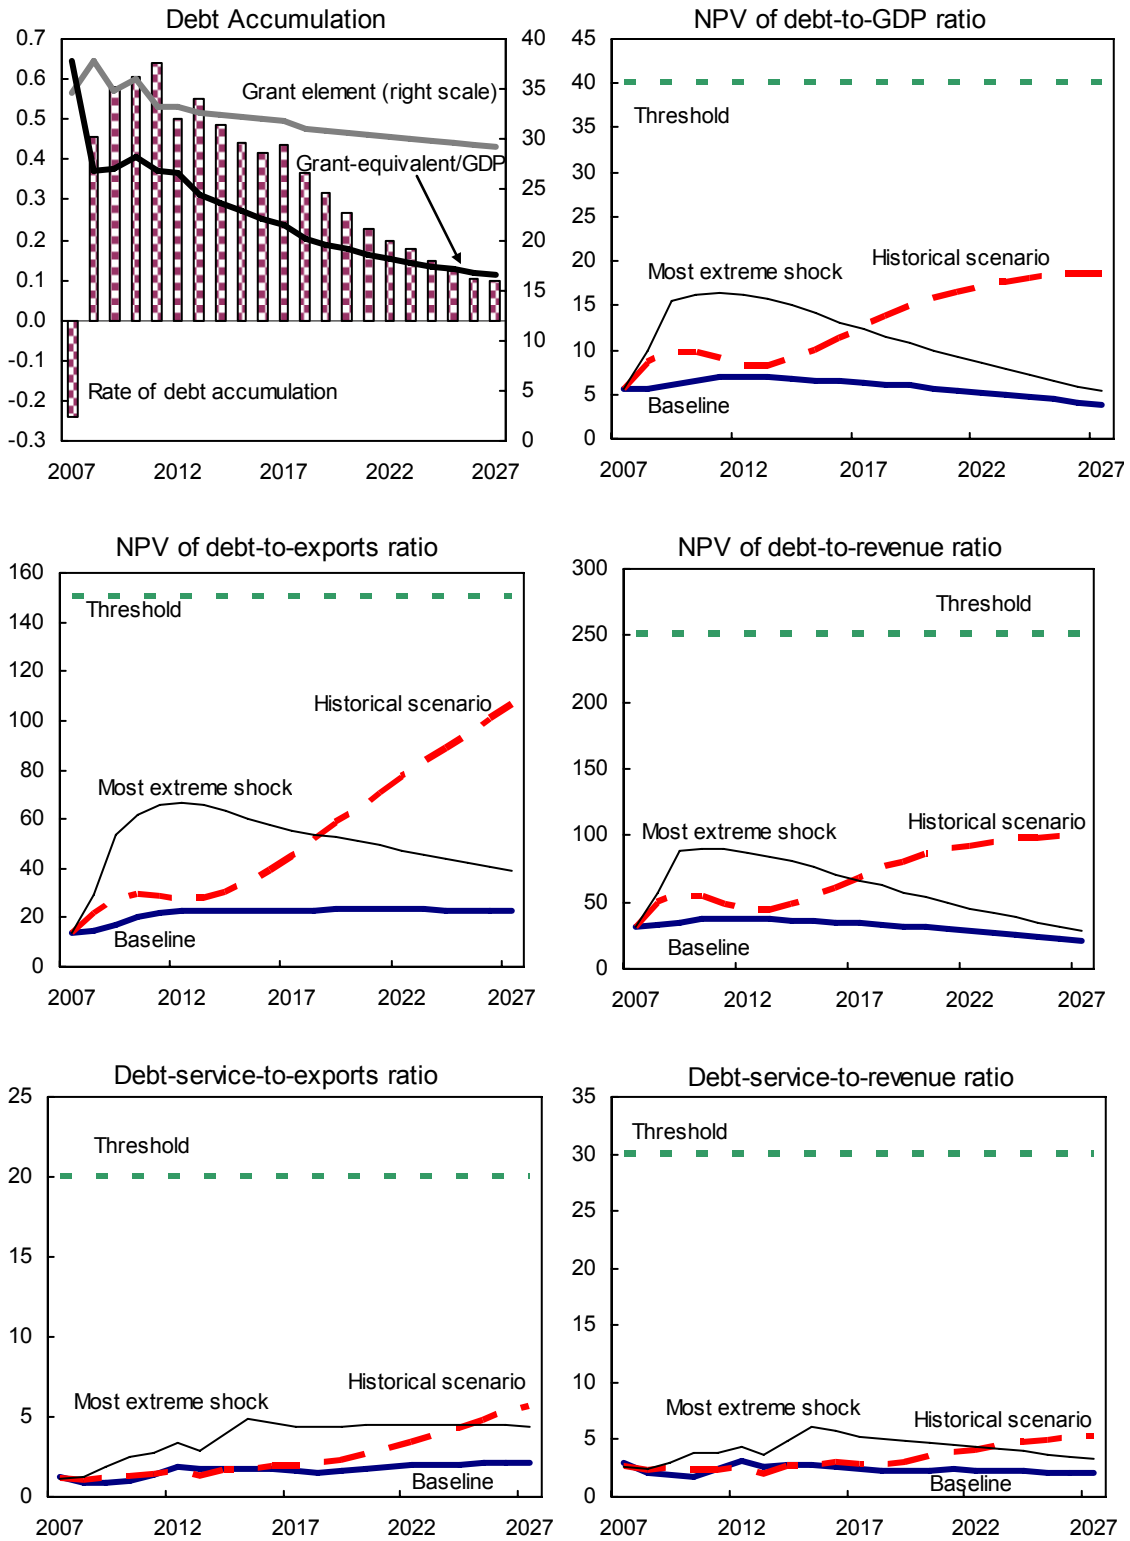 Debt Accumulation
0.7
0.6
0.5
0.4
0.3
0.2
0.1
0.0
-0.1
-0.2
-0.3
40
35
30
25
20
15
10
5
0
Grant element (right scale)
Grant-equivalent/GDP
Rate of debt accumulation
2007 2012 2017 2022 2027
NPV of debt-to-GDP ratio
45
40
35
30
25
20
15
10
5
0
Threshold
Historical scenario
Most extreme shock
Baseline
2007 2012 2017 2022 2027
NPV of debt-to-exports ratio
160
140
120
100
80
60
40
20
0
Threshold
Historical scenario
Most extreme shock
Baseline
2007 2012 2017 2022 2027
NPV of debt-to-revenue ratio
300
250
200
150
100
50
0
Threshold
Historical scenario
Most extreme shock
Baseline
2007 2012 2017 2022 2027
Debt-service-to-exports ratio
25
20
15
10
5
0
Threshold
Historical scenario
Most extreme shock
Baseline
2007 2012 2017 2022 2027
Debt-service-to-revenue ratio
35
30
25
20
15
10
5
0
Threshold
Most extreme shock
Historical scenario
Baseline
2007 2012 2017 2022 2027